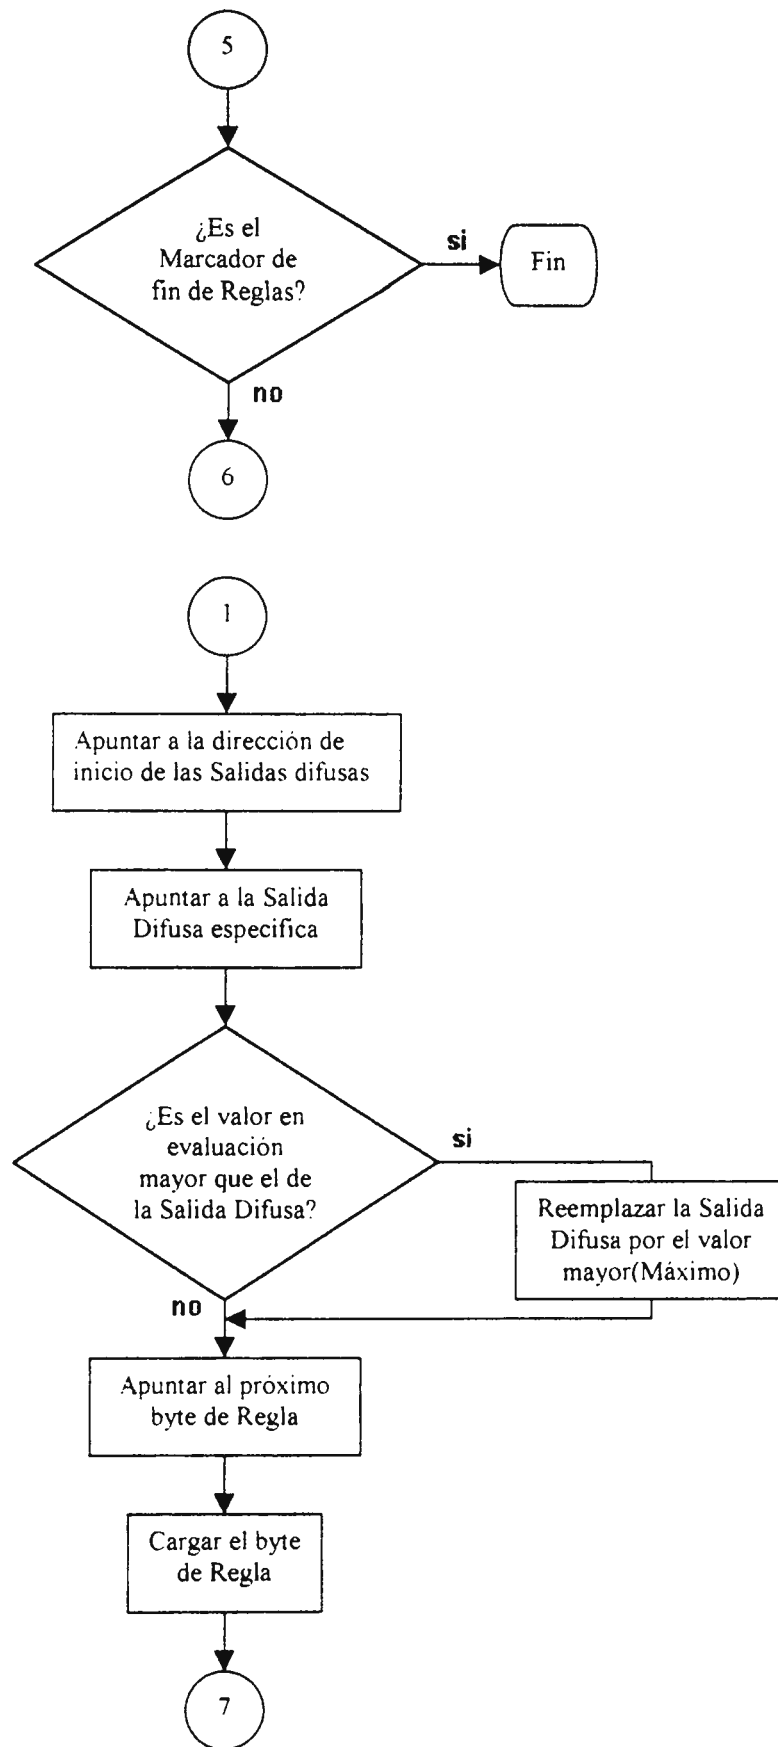 5
¿Es el
Marcador de
fin de Reglas?
si
Fin
no
6
1
Apuntar a la dirección de
inicio de las Salidas difusas
Apuntar a la Salida
Difusa especifica
¿Es el valor en
evaluación
mayor que el de
la Salida Difusa?
si
Reemplazar la Salida
Difusa por el valor
mayor(Máximo)
no
Apuntar al próximo
byte de Regla
Cargar el byte
de Regla
7